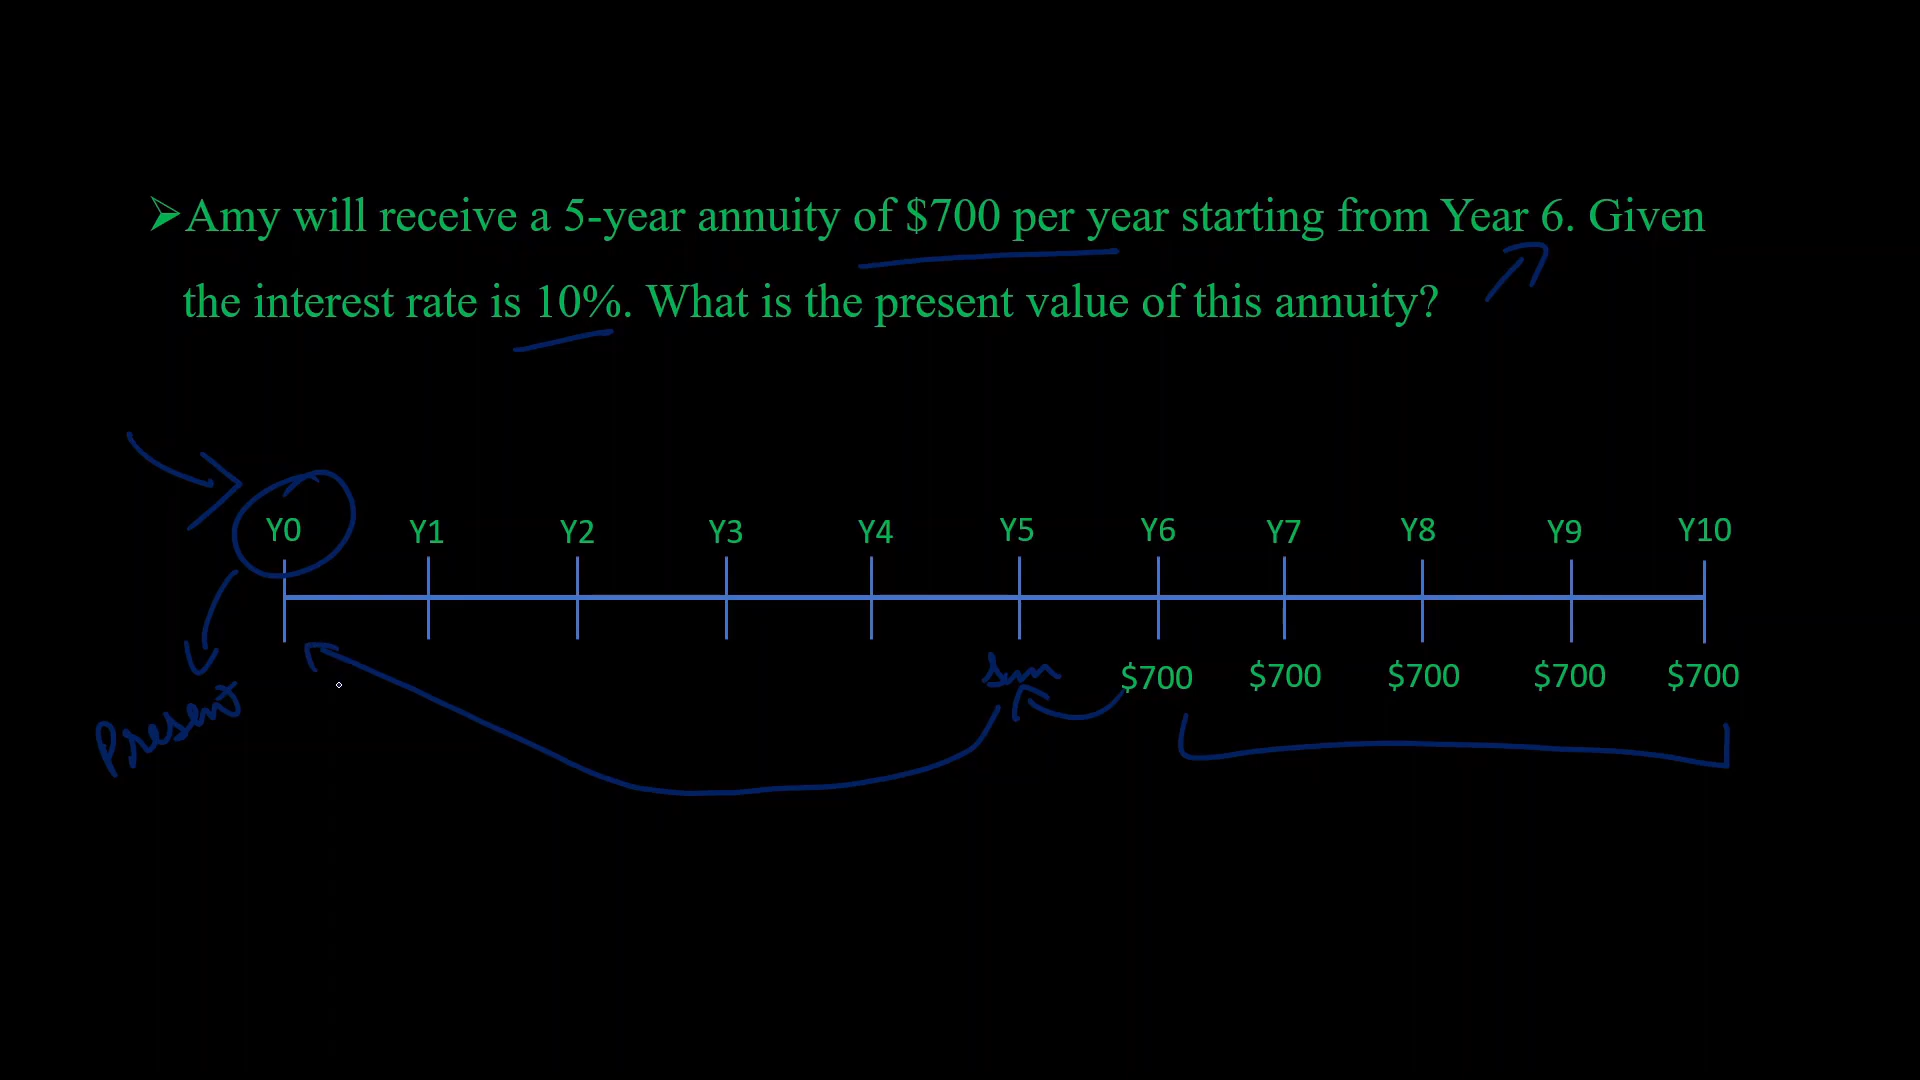 ➢Amy will receive a 5-year annuity of $700 per year starting from Year 6. Given
the interest rate is 10%. What is the present value of this annuity?
Y0 Y1 Y2 Y3 Y4 Y5 Y6 Y7 Y8 Y9 Y10
sum $700 $700 $700 $700 $700
Present